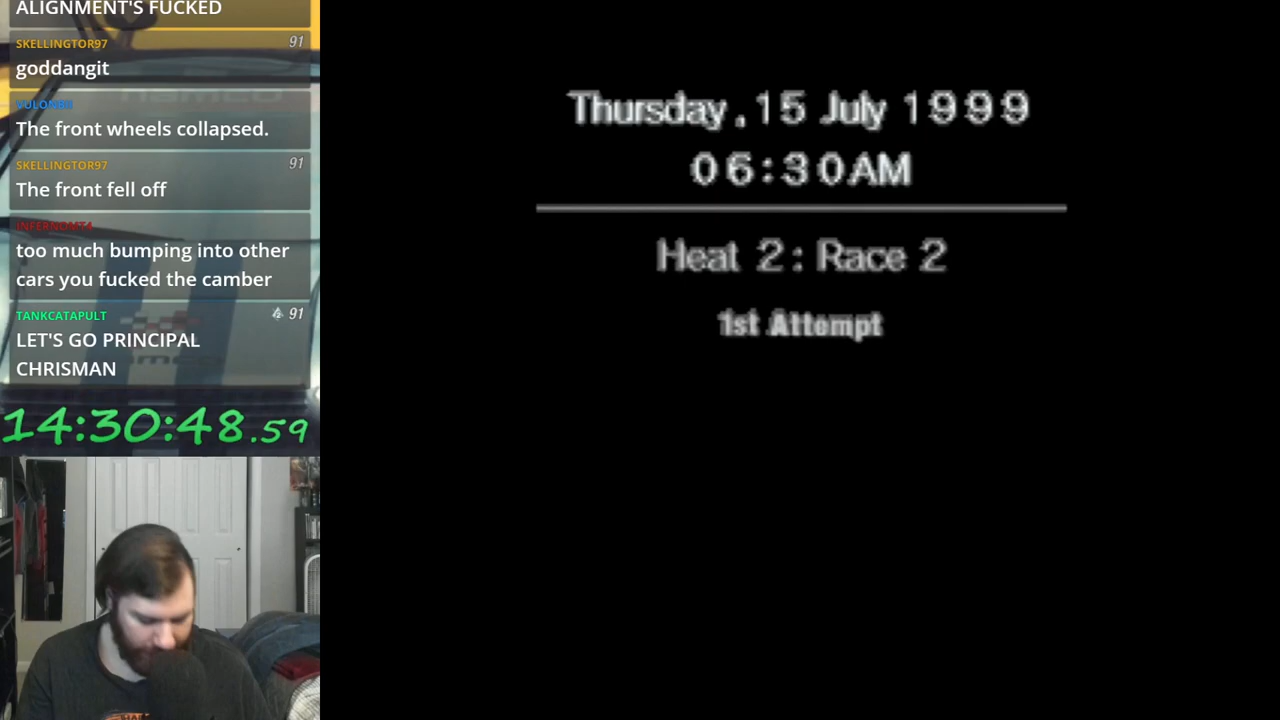 ALIGNMENT'S FUCKED
SKELLINGTOR97 91
goddangit
The front wheels collapsed.
SKELLINGTOR97 91
The front fell off
too much bumping into other
cars you fucked the camber
TANKCATAPULT 91
LET'S GO PRINCIPAL
CHRISMAN
14:30:48.59
Thursday,15 July 1999
06:30AM
Heat 2: Race 2
1st Attempt